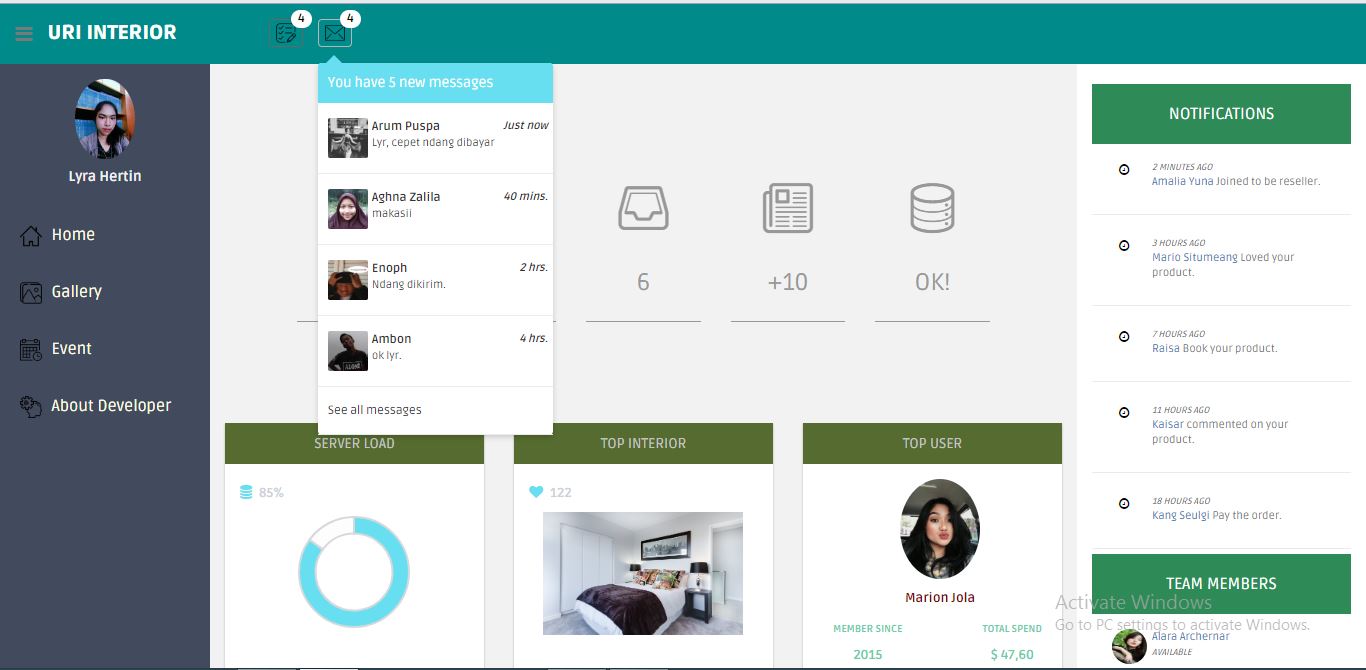 URI INTERIOR
4
4
Lyra Hertin
Home
Gallery
Event
About Developer
You have 5 new messages
Arum Puspa
Just now
Lyr, cepet ndang dibayar
Aghna Zalila
40 mins.
makasii
Enoph
2 hrs.
Ndang dikirim.
Ambon
4 hrs.
ok lyr.
See all messages
6
+10
OK!
SERVER LOAD
85%
TOP INTERIOR
122
TOP USER
Marion Jola
MEMBER SINCE
TOTAL SPEND
2015
$ 47,60
NOTIFICATIONS
2 MINUTES AGO
Amalia Yuna Joined to be reseller.
3 HOURS AGO
Mario Situmeang Loved your
product.
7 HOURS AGO
Raisa Book your product.
11 HOURS AGO
Kaisar commented on your
product.
18 HOURS AGO
Kang Seulgi Pay the order.
TEAM MEMBERS
Activate Windows
Go to PC settings to activate Windows.
Alara Archernar
AVAILABLE